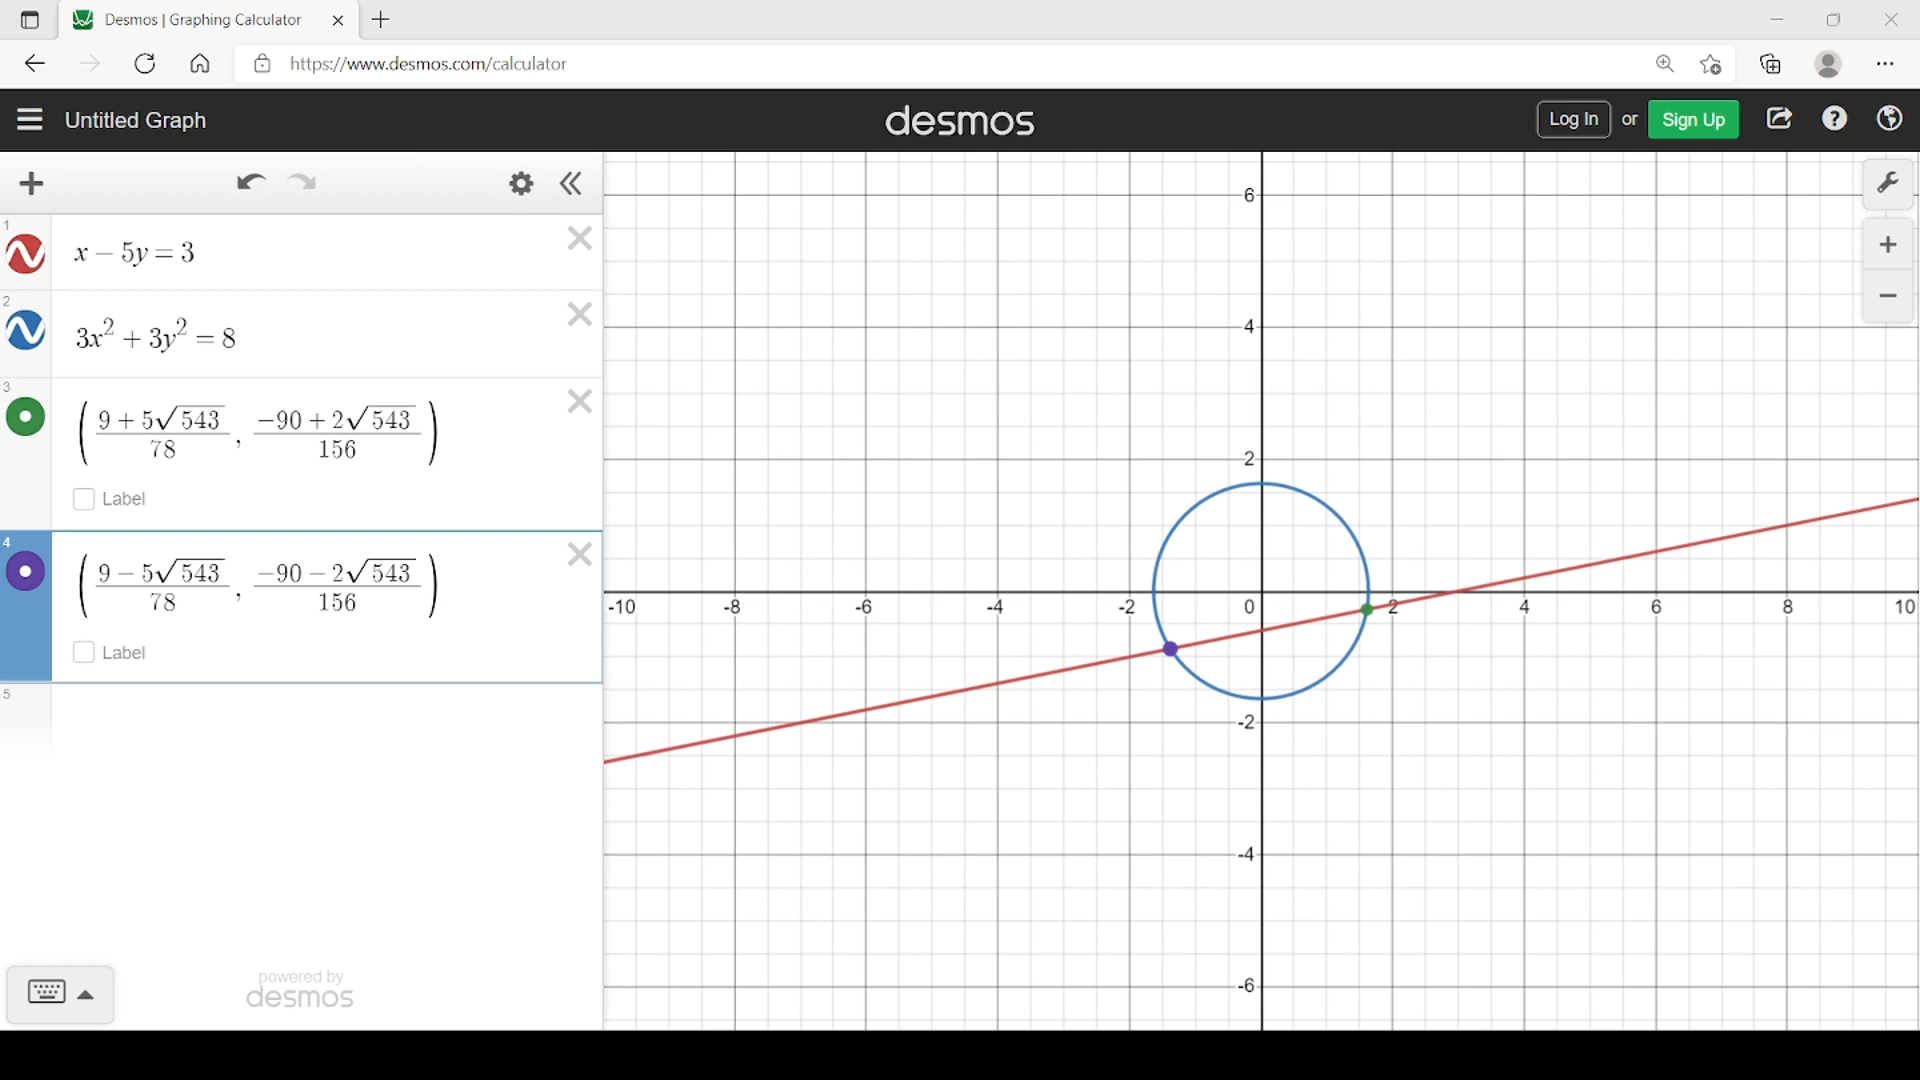 Desmos | Graphing Calculator
https://www.desmos.com/calculator
Untitled Graph
desmos
Log In or Sign Up
1
x − 5y = 3
2
3x² + 3y² = 8
3
( (9 + 5√543)/78 , (−90 + 2√543)/156 )
Label
4
( (9 − 5√543)/78 , (−90 − 2√543)/156 )
Label
5
powered by
desmos
6
4
2
-10 -8 -6 -4 -2 0 2 4 6 8 10
-2
-4
-6